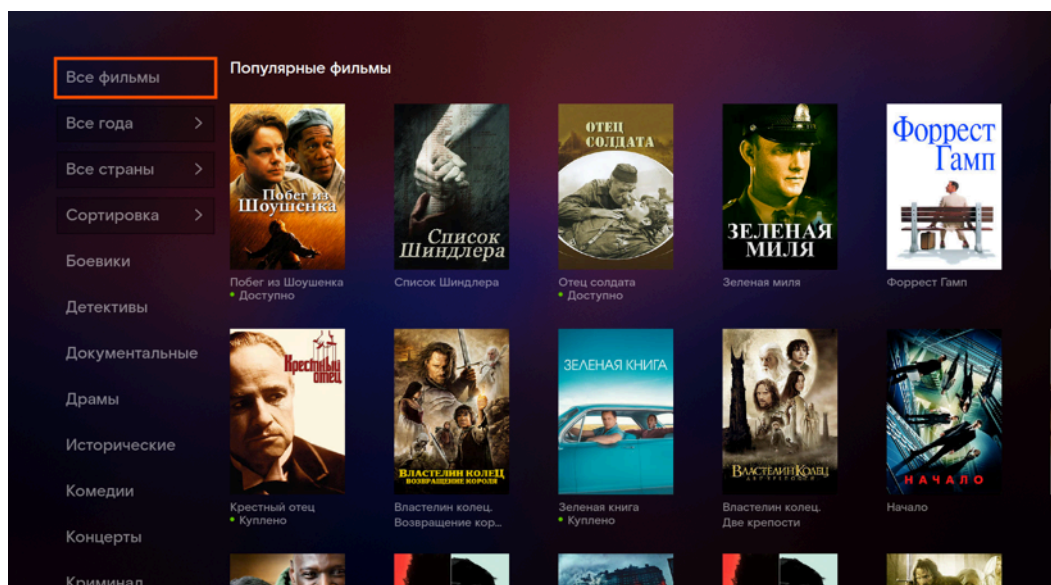 Все фильмы
Все года
Все страны
Сортировка
Боевики
Детективы
Документальные
Драмы
Исторические
Комедии
Концерты
Криминал
Популярные фильмы
Побег из
Шоушенка
Список
Шиндлера
ОТЕЦ
СОЛДАТА
ЗЕЛЕНАЯ
МИЛЯ
Форрест
Гамп
Побег из Шоушенка
Доступно
Список Шиндлера
Отец солдата
Доступно
Зеленая миля
Форрест Гамп
Крестный
отец
ВЛАСТЕЛИН КОЛЕЦ
ВОЗВРАЩЕНИЕ КОРОЛЯ
ЗЕЛЕНАЯ КНИГА
ВЛАСТЕЛИН КОЛЕЦ
ДВЕ КРЕПОСТИ
НАЧАЛО
Крестный отец
Куплено
Властелин колец.
Возвращение кор...
Зеленая книга
Куплено
Властелин колец.
Две крепости
Начало